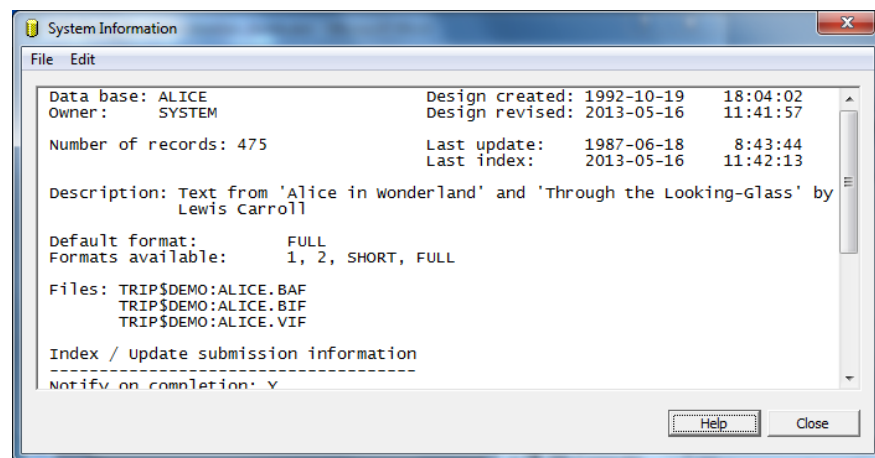 System Information
File Edit
Data base: ALICE Design created: 1992-10-19 18:04:02
Owner: SYSTEM Design revised: 2013-05-16 11:41:57
Number of records: 475 Last update: 1987-06-18 8:43:44
Last index: 2013-05-16 11:42:13
Description: Text from 'Alice in Wonderland' and 'Through the Looking-Glass' by
Lewis Carroll
Default format: FULL
Formats available: 1, 2, SHORT, FULL
Files: TRIP$DEMO:ALICE.BAF
TRIP$DEMO:ALICE.BIF
TRIP$DEMO:ALICE.VIF
Index / Update submission information
-------------------------------------
Notify on completion: Y
Help Close